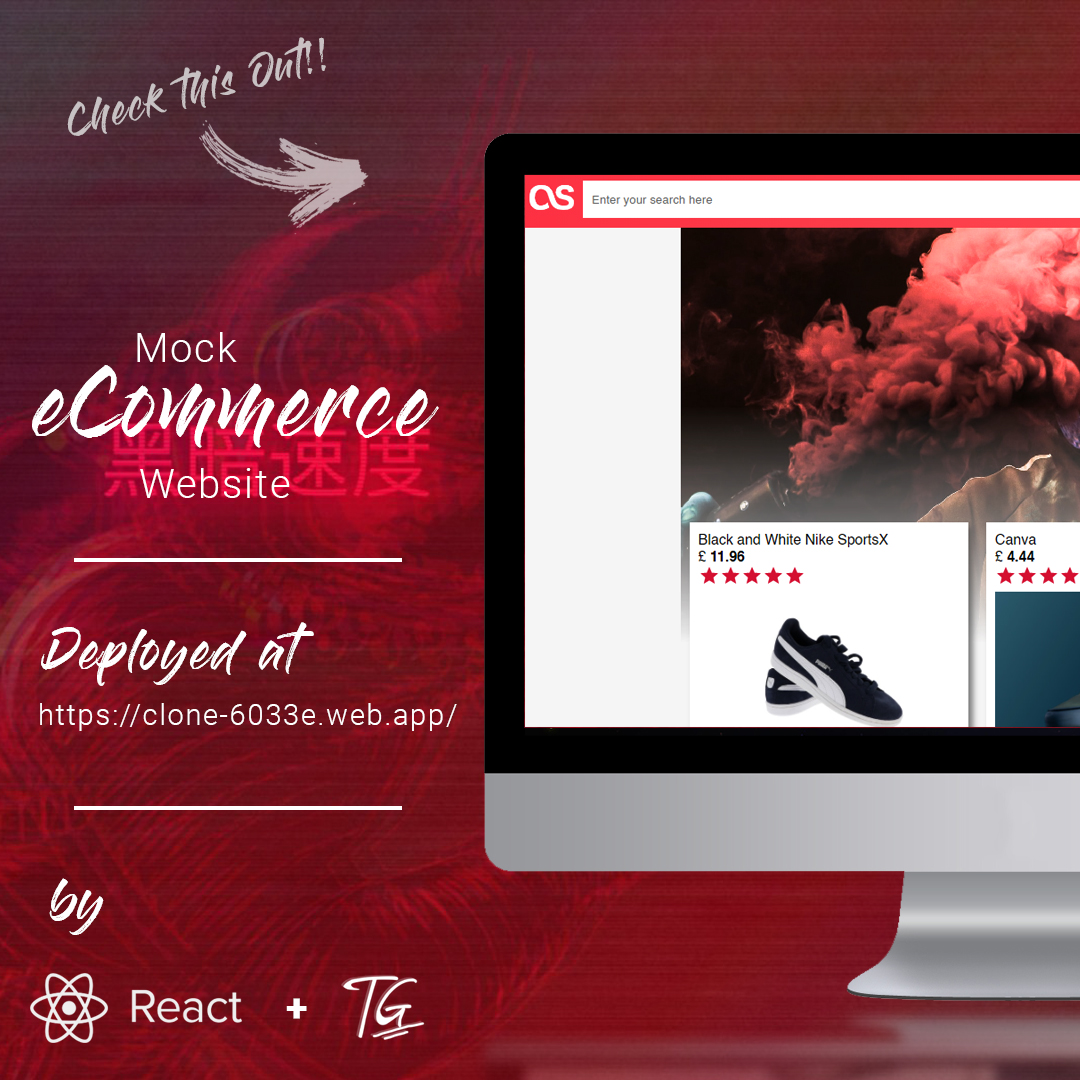 Check this Out!!
as
Enter your search here
Mock
eCommerce
黑暗速度
Website
Black and White Nike SportsX
£ 11.96
Canva
£ 4.44
PUMA
Deployed at
https://clone-6033e.web.app/
by
React + TG